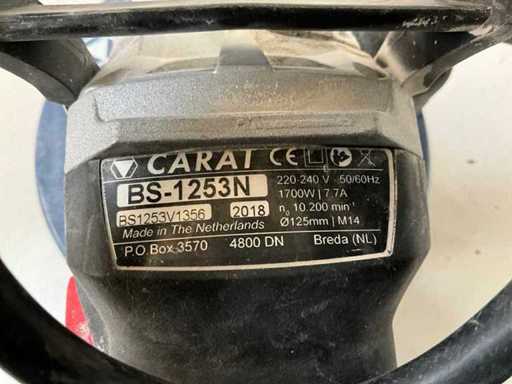 CARAT CE
BS-1253N 220-240 V ~ 50/60Hz
1700W | 7.7A
BS1253V1356 2018 n₀ 10.200 min⁻¹
Made in The Netherlands Ø125mm | M14
P.O.Box 3570 4800 DN Breda (NL)